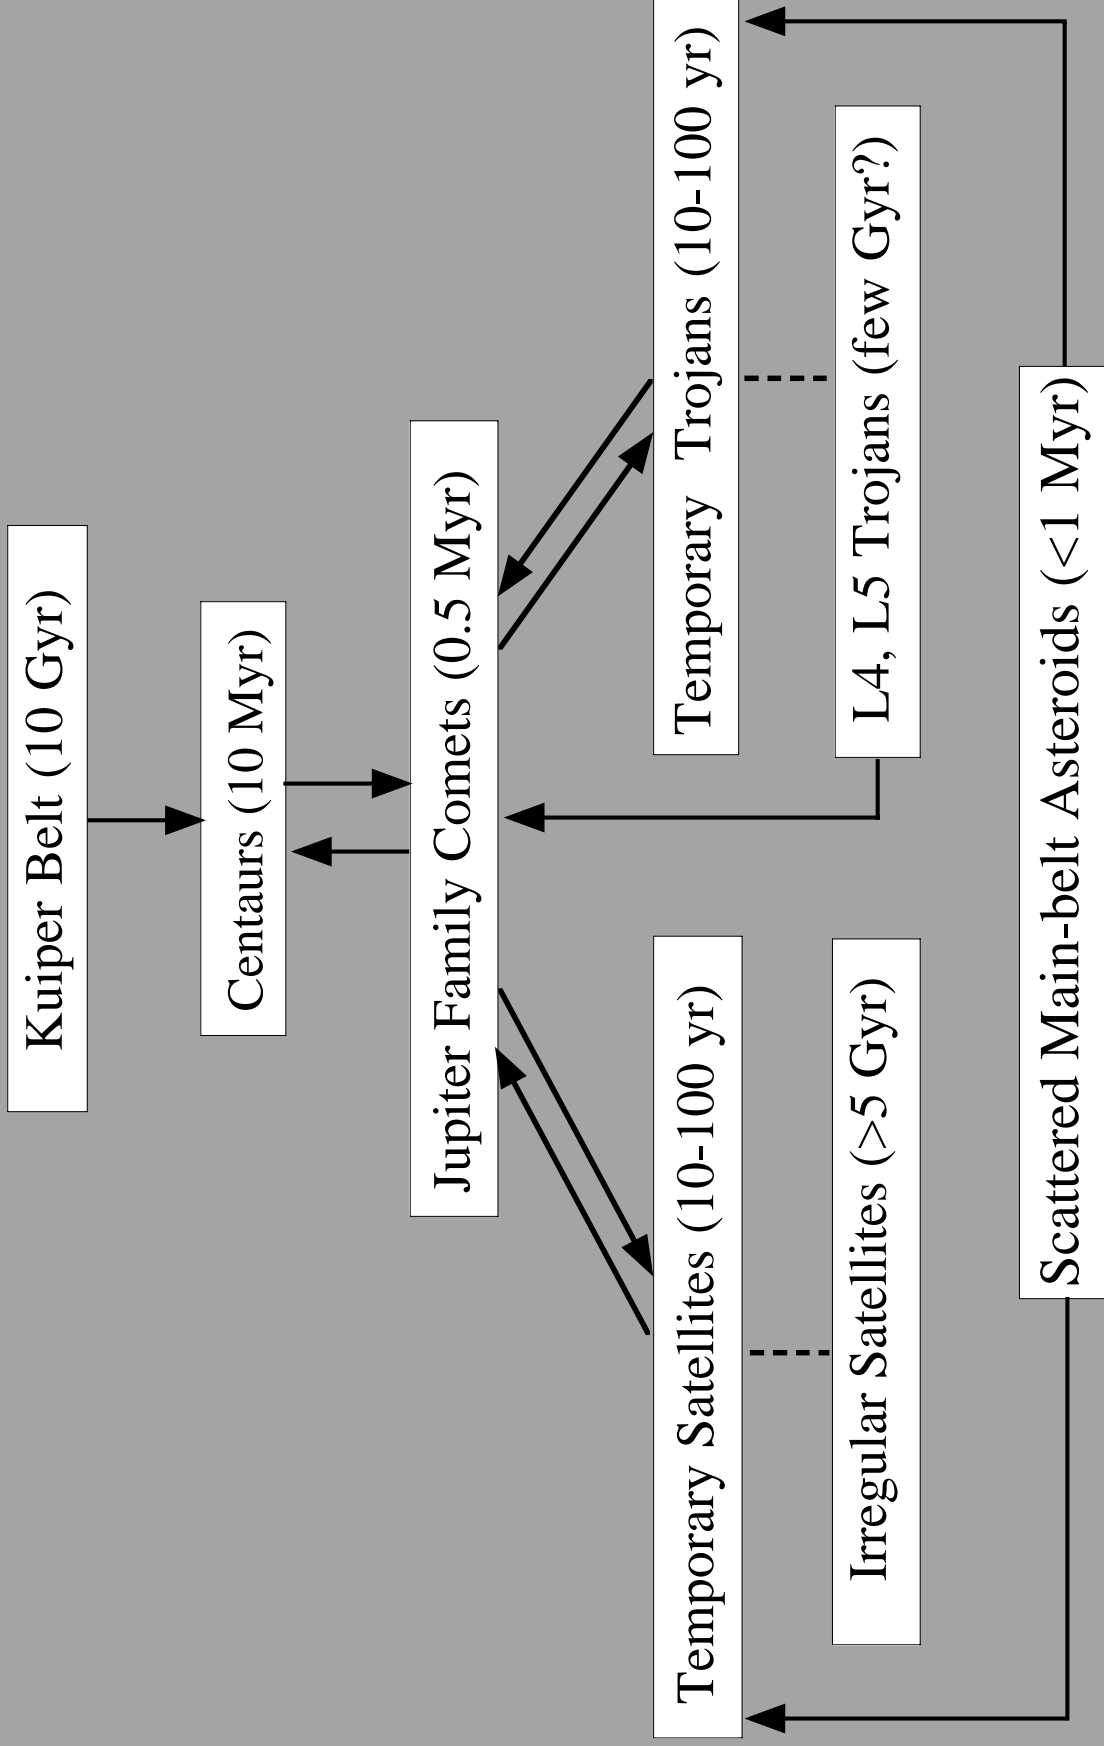 Kuiper Belt (10 Gyr)
Centaurs (10 Myr)
Jupiter Family Comets (0.5 Myr)
Temporary Satellites (10-100 yr)
Temporary Trojans (10-100 yr)
Irregular Satellites (>5 Gyr)
L4, L5 Trojans (few Gyr?)
Scattered Main-belt Asteroids (<1 Myr)